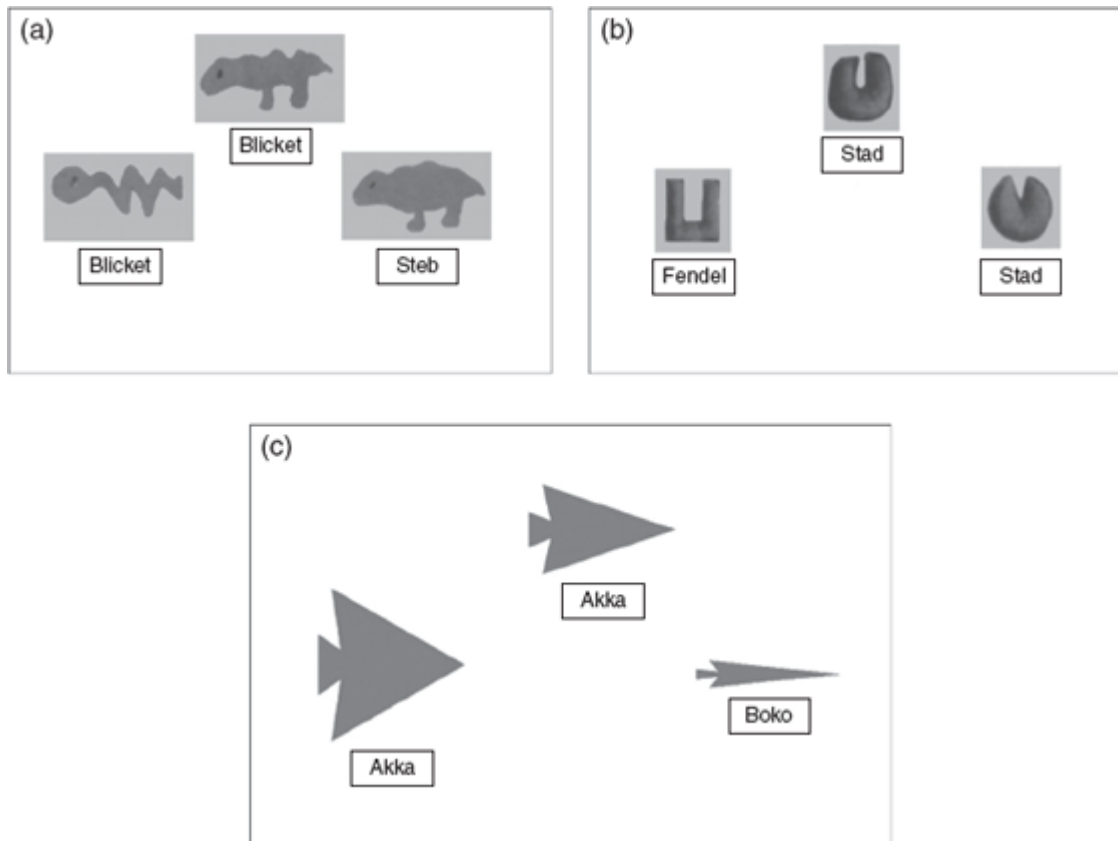 (a)
Blicket
Blicket
Steb
(b)
Stad
Fendel
Stad
(c)
Akka
Boko
Akka